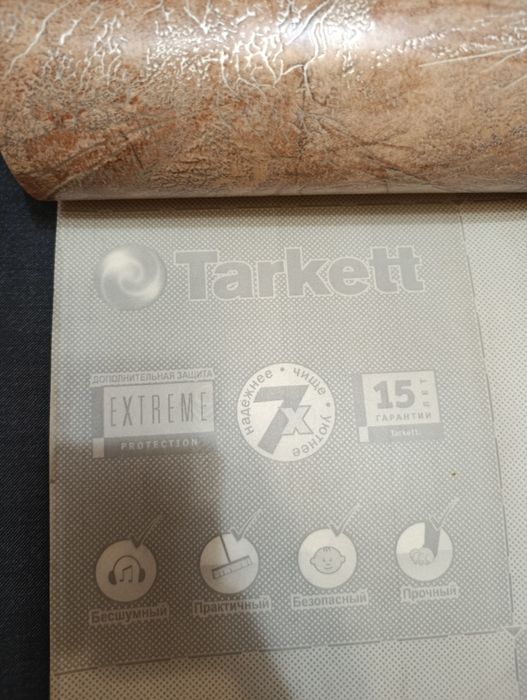 Tarkett
ДОПОЛНИТЕЛЬНАЯ ЗАЩИТА
EXTREME
PROTECTION
надежнее • чище • уютнее
7x
15 ЛЕТ
ГАРАНТИИ
Tarkett
Бесшумный
Практичный
Безопасный
Прочный